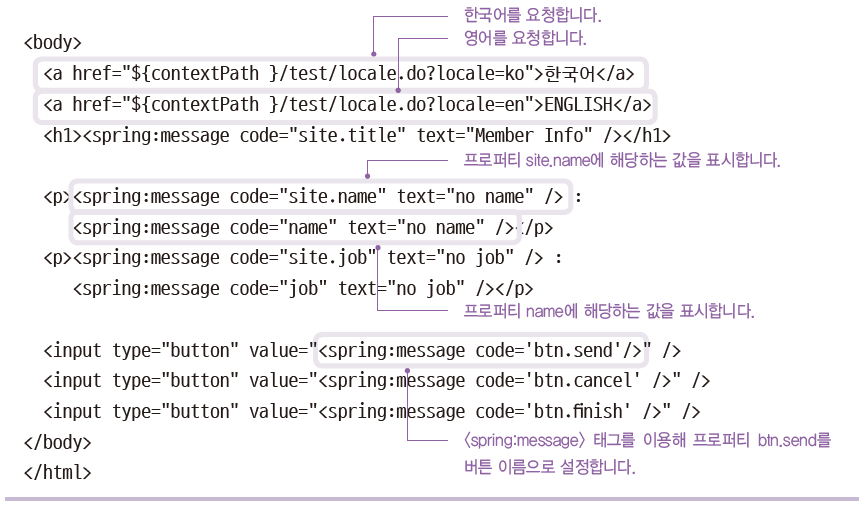 한국어를 요청합니다.
영어를 요청합니다.
<body>
<a href="${contextPath }/test/locale.do?locale=ko">한국어</a>
<a href="${contextPath }/test/locale.do?locale=en">ENGLISH</a>
<h1><spring:message code="site.title" text="Member Info" /></h1>
프로퍼티 site.name에 해당하는 값을 표시합니다.
<p><spring:message code="site.name" text="no name" /> :
<spring:message code="name" text="no name" /></p>
<p><spring:message code="site.job" text="no job" /> :
<spring:message code="job" text="no job" /></p>
프로퍼티 name에 해당하는 값을 표시합니다.
<input type="button" value="<spring:message code='btn.send'/>" />
<input type="button" value="<spring:message code='btn.cancel' />" />
<input type="button" value="<spring:message code='btn.finish' />" />
</body>
<spring:message> 태그를 이용해 프로퍼티 btn.send를
버튼 이름으로 설정합니다.
</html>